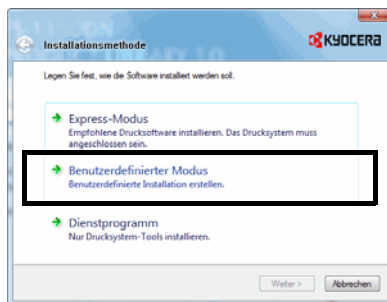 Installationsmethode
KYOCERA
Legen Sie fest, wie die Software installiert werden soll.
Express-Modus
Empfohlene Drucksoftware installieren. Das Drucksystem muss
angeschlossen sein.
Benutzerdefinierter Modus
Benutzerdefinierte Installation erstellen.
Dienstprogramm
Nur Drucksystem-Tools installieren.
Weiter >
Abbrechen